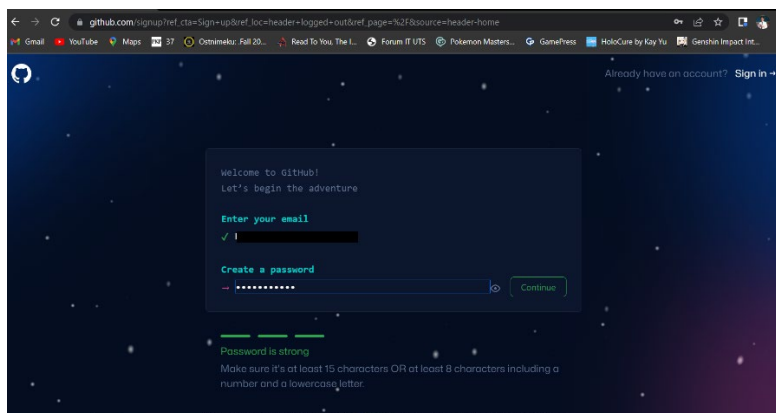 github.com/signup?ref_cta=Sign+up&ref_loc=header+logged+out&ref_page=%2F&source=header-home
Gmail YouTube Maps 37 Ostnimeku: .Fall 20... Read To You, The I... Forum IT UTS Pokemon Masters... GamePress HoloCure by Kay Yu Genshin Impact Int...
Already have an account? Sign in →
Welcome to GitHub!
Let's begin the adventure
Enter your email
Create a password
Continue
Password is strong
Make sure it's at least 15 characters OR at least 8 characters including a
number and a lowercase letter.